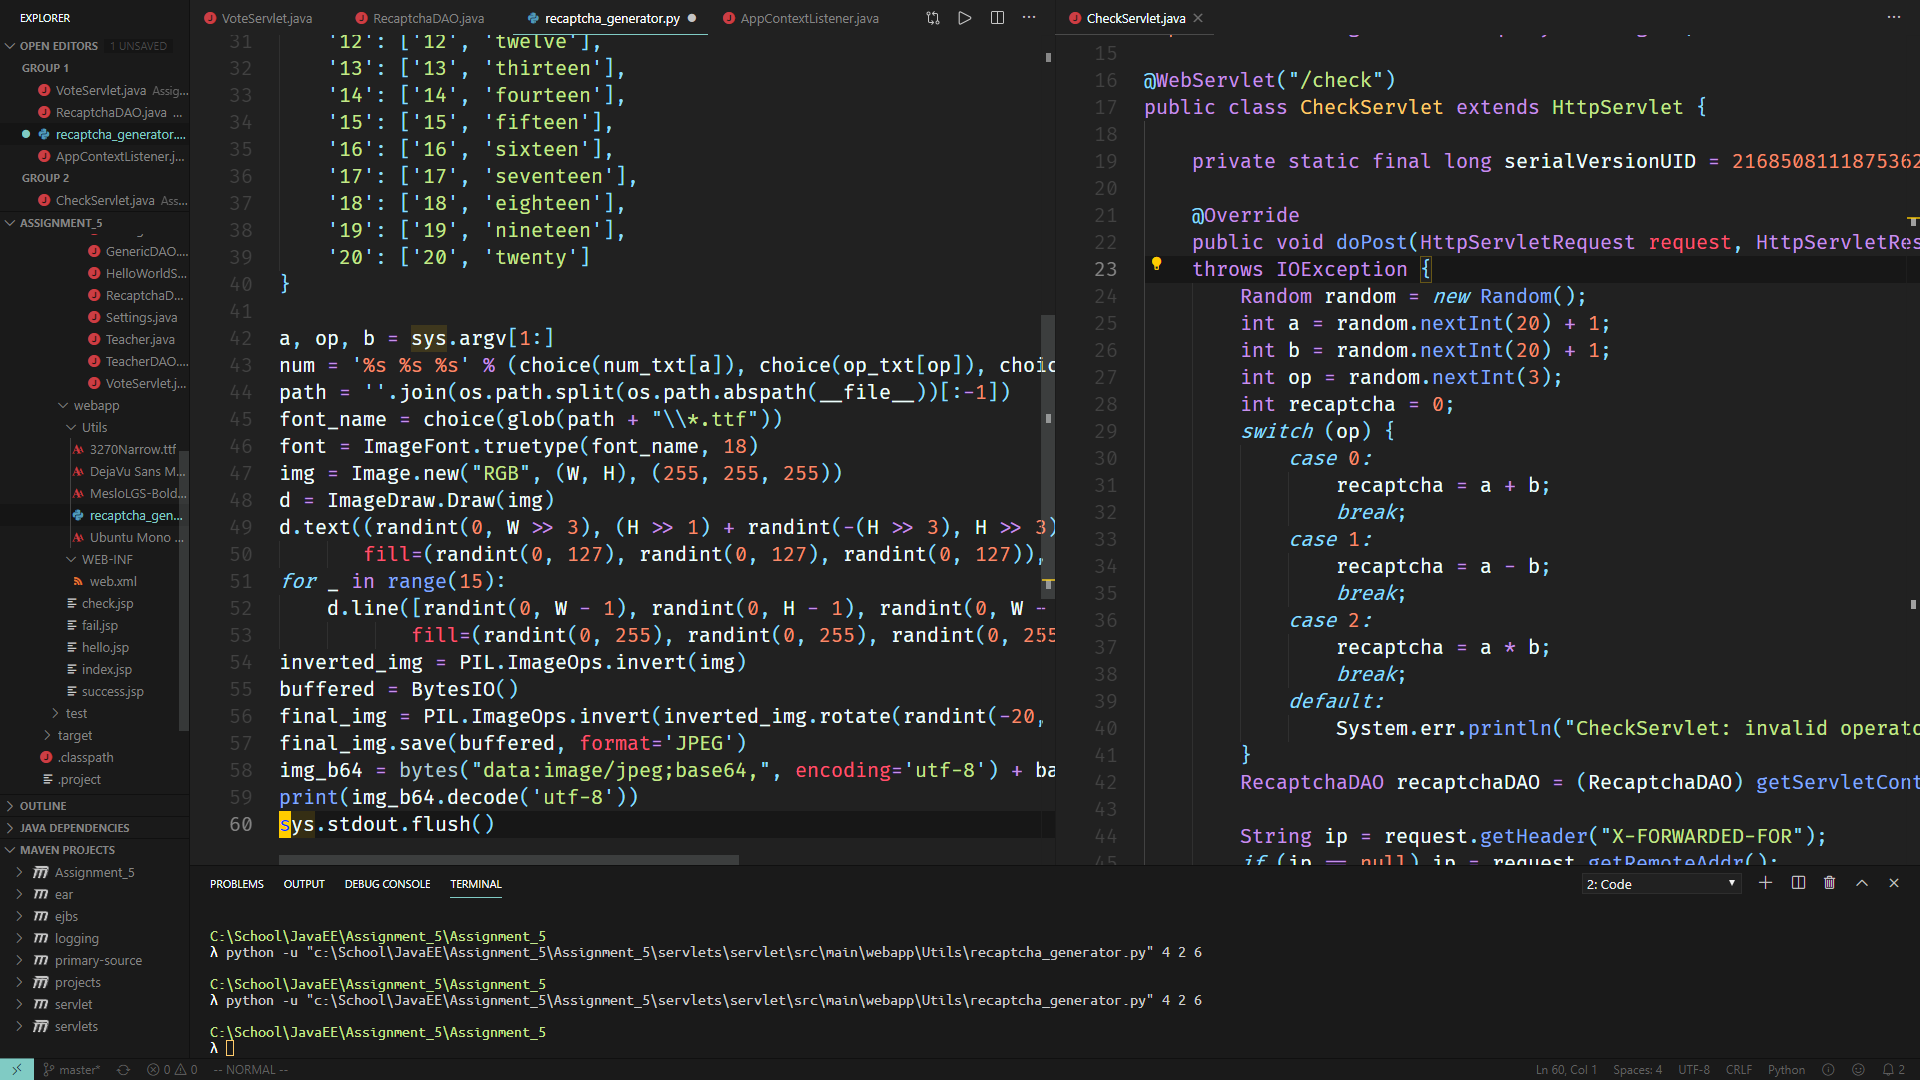 EXPLORER
OPEN EDITORS 1 UNSAVED
GROUP 1
VoteServlet.java Assig...
RecaptchaDAO.java ...
recaptcha_generator....
AppContextListener.j...
GROUP 2
CheckServlet.java Ass...
ASSIGNMENT_5
GenericDAO....
HelloWorldS...
RecaptchaD...
Settings.java
Teacher.java
TeacherDAO....
VoteServlet.j...
webapp
Utils
3270Narrow.ttf
DejaVu Sans M...
MesloLGS-Bold...
recaptcha_gen...
Ubuntu Mono ...
WEB-INF
web.xml
check.jsp
fail.jsp
hello.jsp
index.jsp
success.jsp
test
target
.classpath
.project
OUTLINE
JAVA DEPENDENCIES
MAVEN PROJECTS
Assignment_5
ear
ejbs
logging
primary-source
projects
servlet
servlets
VoteServlet.java RecaptchaDAO.java recaptcha_generator.py AppContextListener.java
31 '12': ['12', 'twelve'],
32 '13': ['13', 'thirteen'],
33 '14': ['14', 'fourteen'],
34 '15': ['15', 'fifteen'],
35 '16': ['16', 'sixteen'],
36 '17': ['17', 'seventeen'],
37 '18': ['18', 'eighteen'],
38 '19': ['19', 'nineteen'],
39 '20': ['20', 'twenty']
40 }
41
42 a, op, b = sys.argv[1:]
43 num = '%s %s %s' % (choice(num_txt[a]), choice(op_txt[op]), choic
44 path = ''.join(os.path.split(os.path.abspath(__file__))[:-1])
45 font_name = choice(glob(path + "\\*.ttf"))
46 font = ImageFont.truetype(font_name, 18)
47 img = Image.new("RGB", (W, H), (255, 255, 255))
48 d = ImageDraw.Draw(img)
49 d.text((randint(0, W >> 3), (H >> 1) + randint(-(H >> 3), H >> 3)
50 fill=(randint(0, 127), randint(0, 127), randint(0, 127)),
51 for _ in range(15):
52 d.line([randint(0, W - 1), randint(0, H - 1), randint(0, W -
53 fill=(randint(0, 255), randint(0, 255), randint(0, 255
54 inverted_img = PIL.ImageOps.invert(img)
55 buffered = BytesIO()
56 final_img = PIL.ImageOps.invert(inverted_img.rotate(randint(-20,
57 final_img.save(buffered, format='JPEG')
58 img_b64 = bytes("data:image/jpeg;base64,", encoding='utf-8') + ba
59 print(img_b64.decode('utf-8'))
60 sys.stdout.flush()
CheckServlet.java
15
16 @WebServlet("/check")
17 public class CheckServlet extends HttpServlet {
18
19 private static final long serialVersionUID = 2168508111875362
20
21 @Override
22 public void doPost(HttpServletRequest request, HttpServletRes
23 throws IOException {
24 Random random = new Random();
25 int a = random.nextInt(20) + 1;
26 int b = random.nextInt(20) + 1;
27 int op = random.nextInt(3);
28 int recaptcha = 0;
29 switch (op) {
30 case 0:
31 recaptcha = a + b;
32 break;
33 case 1:
34 recaptcha = a - b;
35 break;
36 case 2:
37 recaptcha = a * b;
38 break;
39 default:
40 System.err.println("CheckServlet: invalid operato
41 }
42 RecaptchaDAO recaptchaDAO = (RecaptchaDAO) getServletCont
43
44 String ip = request.getHeader("X-FORWARDED-FOR");
45 if (ip == null) ip = request.getRemoteAddr();
PROBLEMS OUTPUT DEBUG CONSOLE TERMINAL 2: Code
C:\School\JavaEE\Assignment_5\Assignment_5
λ python -u "c:\School\JavaEE\Assignment_5\Assignment_5\servlets\servlet\src\main\webapp\Utils\recaptcha_generator.py" 4 2 6
C:\School\JavaEE\Assignment_5\Assignment_5
λ python -u "c:\School\JavaEE\Assignment_5\Assignment_5\servlets\servlet\src\main\webapp\Utils\recaptcha_generator.py" 4 2 6
C:\School\JavaEE\Assignment_5\Assignment_5
λ
master* 0 0 -- NORMAL -- Ln 60, Col 1 Spaces: 4 UTF-8 CRLF Python 2